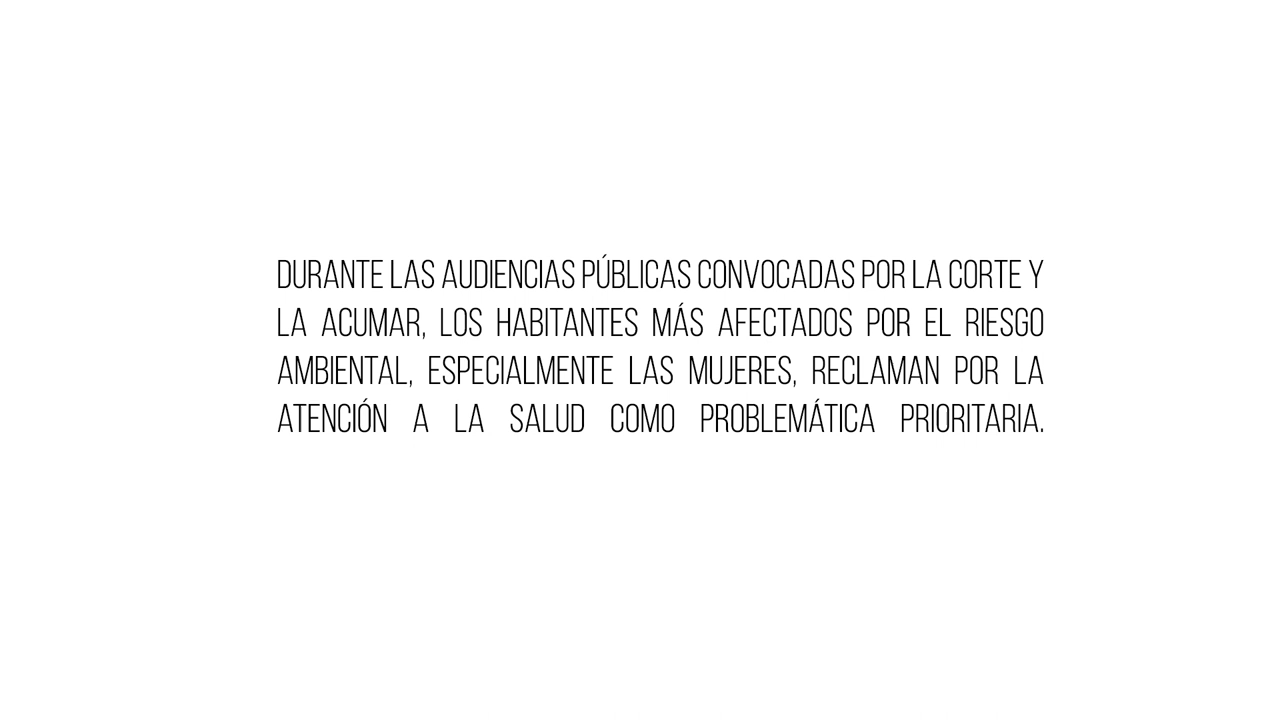 DURANTE LAS AUDIENCIAS PÚBLICAS CONVOCADAS POR LA CORTE Y
LA ACUMAR, LOS HABITANTES MÁS AFECTADOS POR EL RIESGO
AMBIENTAL, ESPECIALMENTE LAS MUJERES, RECLAMAN POR LA
ATENCIÓN A LA SALUD COMO PROBLEMÁTICA PRIORITARIA.